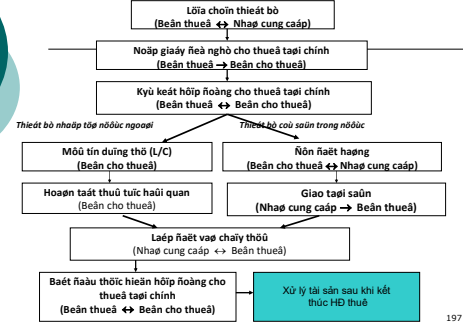 Löïa choïn thieát bò
(Beân thueâ ↔ Nhaø cung caáp)
Noäp giaáy ñeà nghò cho thueâ taøi chính
(Beân thueâ → Beân cho thueâ)
Kyù keát hôïp ñoàng cho thueâ taøi chính
(Beân thueâ ↔ Beân cho thueâ)
Thieát bò nhaäp töø nöôùc ngoaøi
Thieát bò coù saün trong nöôùc
Môû tín duïng thö (L/C)
(Beân cho thueâ)
Ñôn ñaët haøng
(Beân cho thueâ ↔ Nhaø cung caáp)
Hoaøn taát thuû tuïc haûi quan
(Beân cho thueâ)
Giao taøi saûn
(Nhaø cung caáp → Beân thueâ)
Laép ñaët vaø chaïy thöû
(Nhaø cung caáp ↔ Beân thueâ)
Baét ñaàu thöïc hieän hôïp ñoàng cho
thueâ taøi chính
(Beân thueâ ↔ Beân cho thueâ)
Xử lý tài sản sau khi kết
thúc HĐ thuê
197